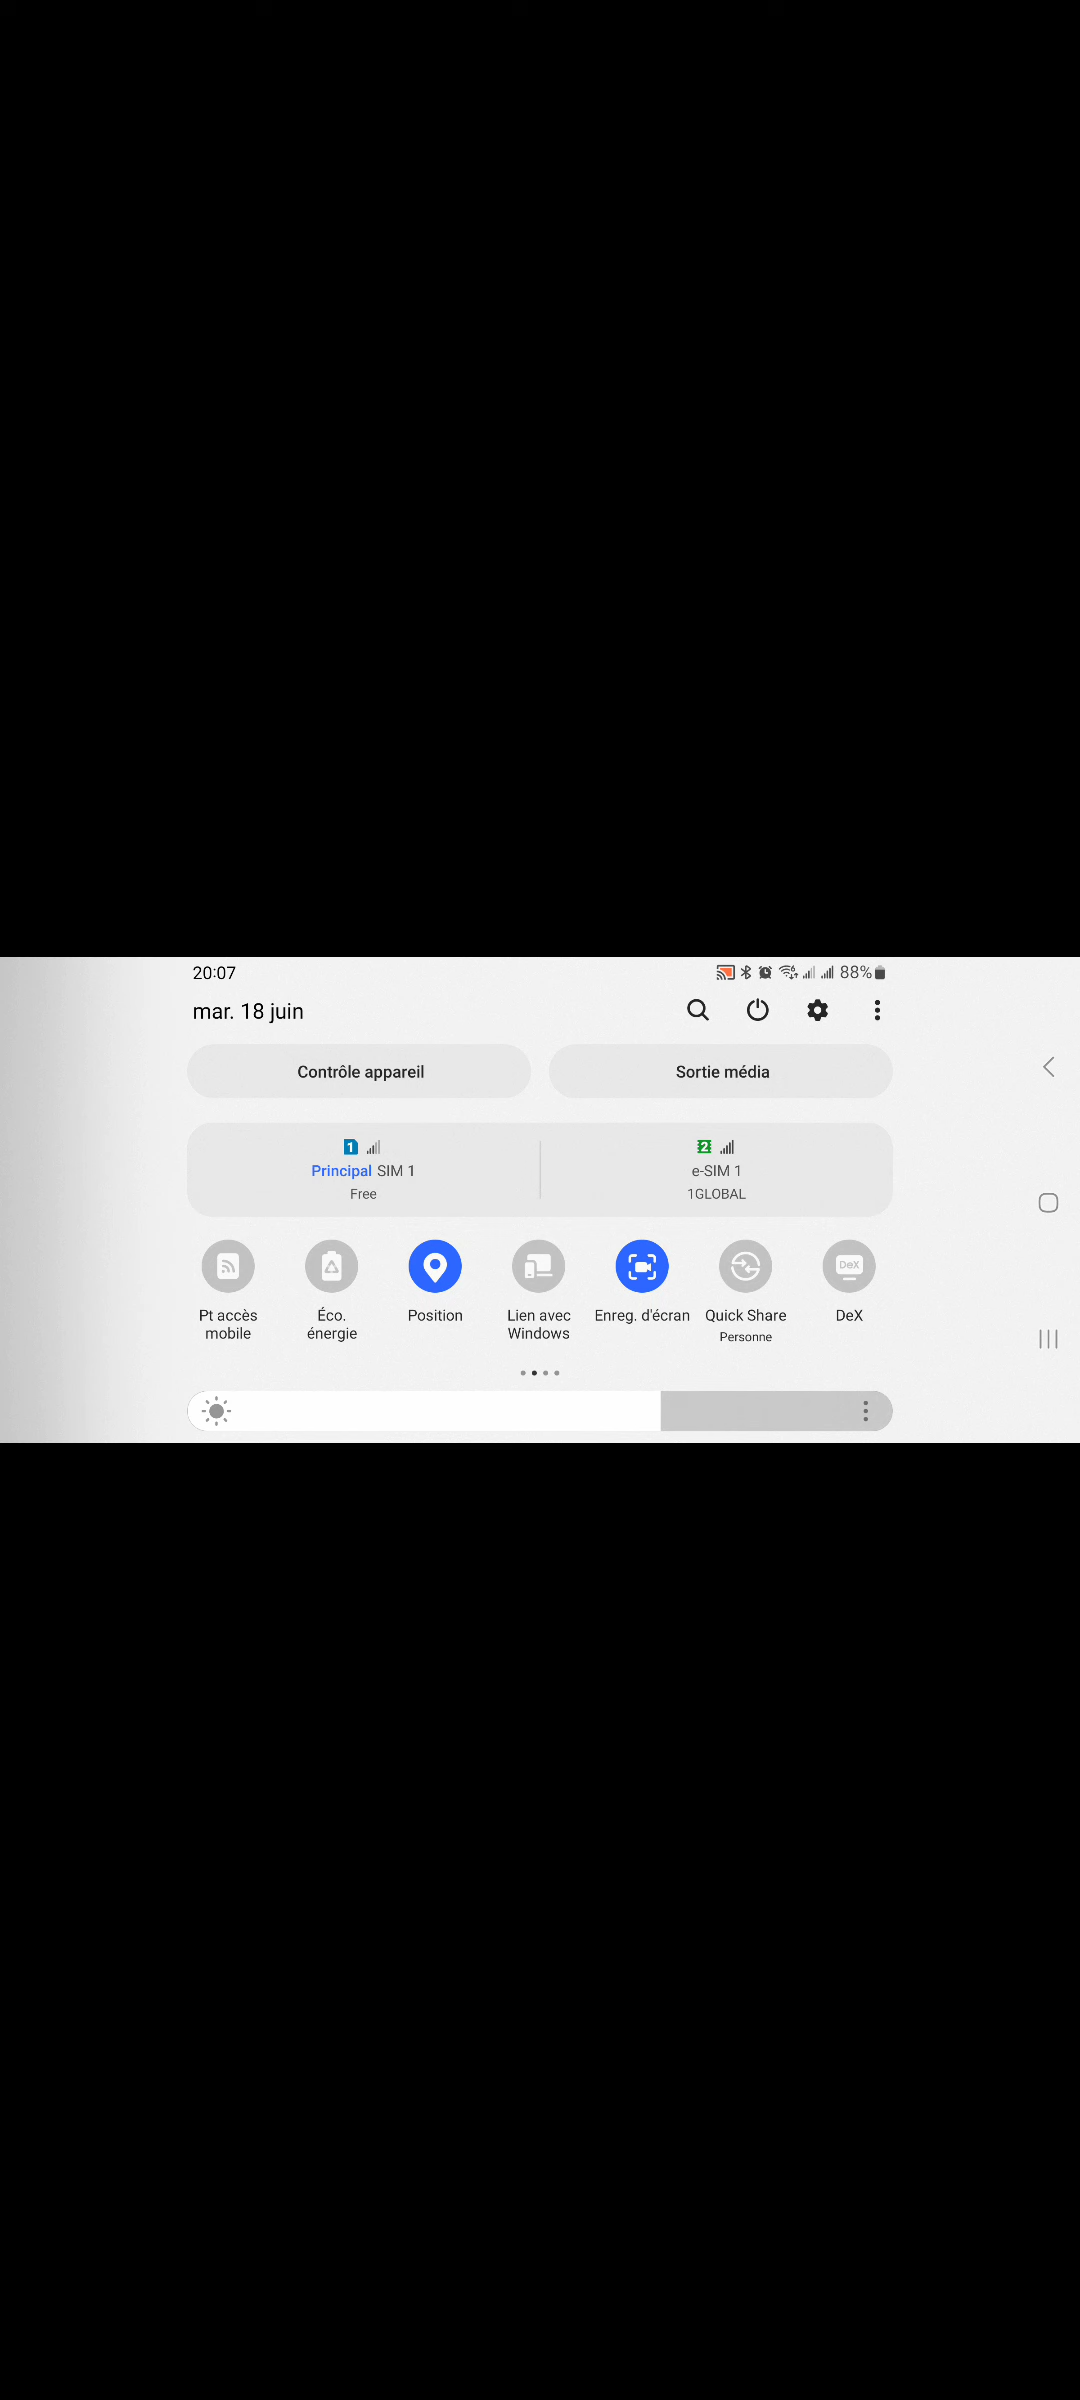 20:07
88%
mar. 18 juin
Contrôle appareil
Sortie média
1
Principal SIM 1
Free
2
e-SIM 1
1GLOBAL
Pt accès
mobile
Éco.
énergie
Position
Lien avec
Windows
Enreg. d'écran
Quick Share
Personne
DeX
DeX